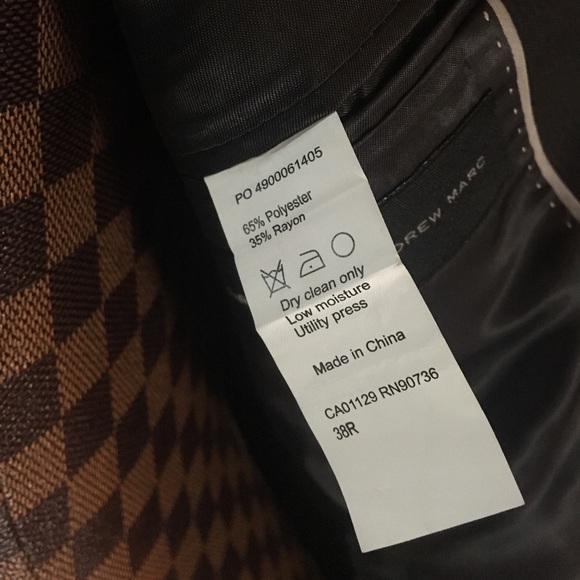 PO 4900061405
65% Polyester
35% Rayon
Dry clean only
Low moisture
Utility press
Made in China
CA01129 RN90736
38R
DREW MARC